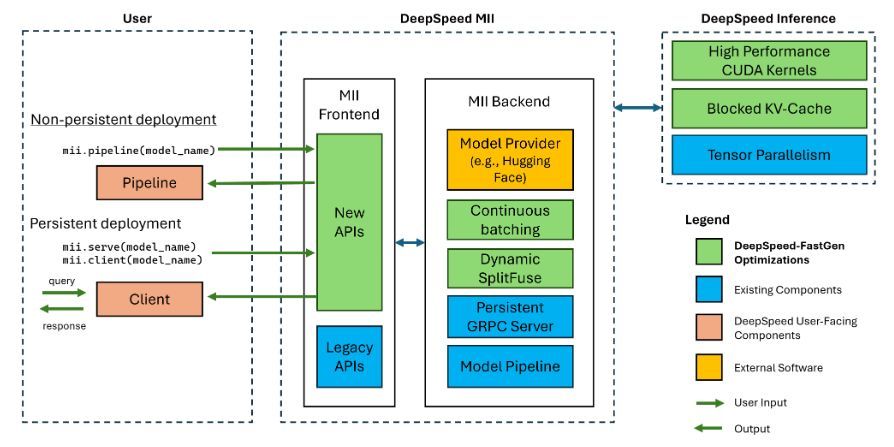 User
DeepSpeed MII
DeepSpeed Inference
Non-persistent deployment
mii.pipeline(model_name)
Pipeline
Persistent deployment
mii.serve(model_name)
mii.client(model_name)
query
Client
response
MII
Frontend
New
APIs
Legacy
APIs
MII Backend
Model Provider
(e.g., Hugging
Face)
Continuous
batching
Dynamic
SplitFuse
Persistent
GRPC Server
Model Pipeline
High Performance
CUDA Kernels
Blocked KV-Cache
Tensor Parallelism
Legend
DeepSpeed-FastGen
Optimizations
Existing Components
DeepSpeed User-Facing
Components
External Software
User Input
Output